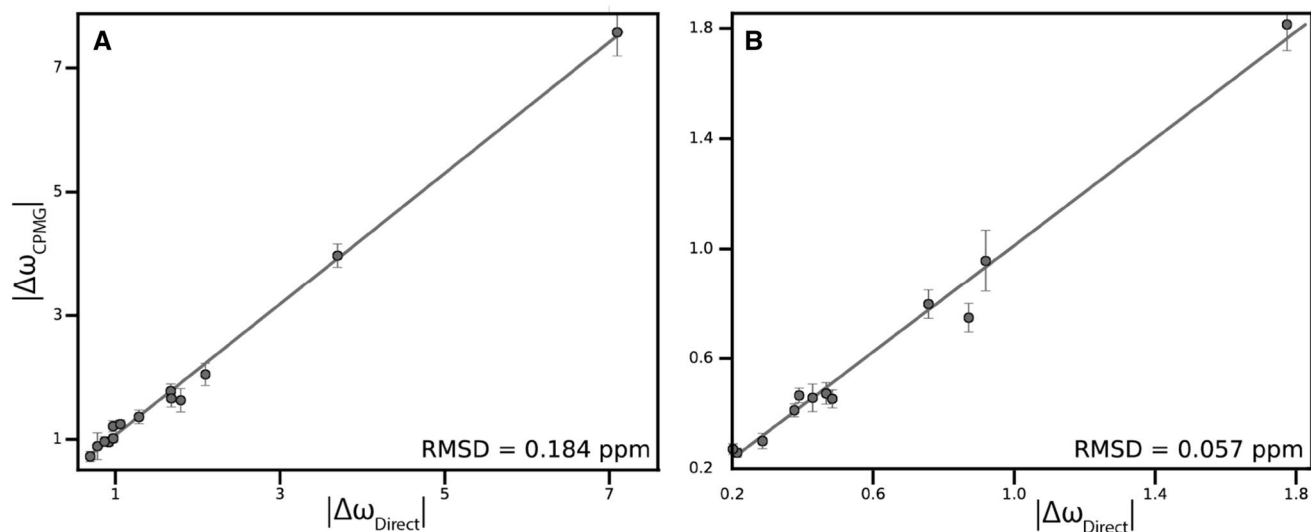 A
7
5
3
1
|Δω_CPMG|
RMSD = 0.184 ppm
1
3
5
7
|Δω_Direct|
B
1.8
1.4
1.0
0.6
0.2
RMSD = 0.057 ppm
0.2
0.6
1.0
1.4
1.8
|Δω_Direct|